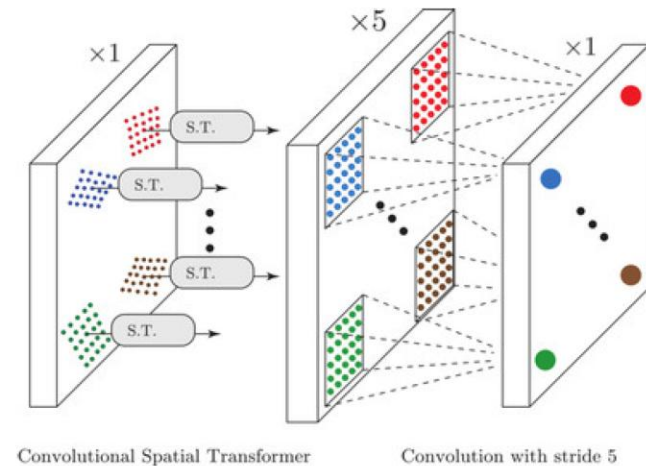 ×1
×5
×1
S.T.
S.T.
S.T.
S.T.
Convolutional Spatial Transformer
Convolution with stride 5